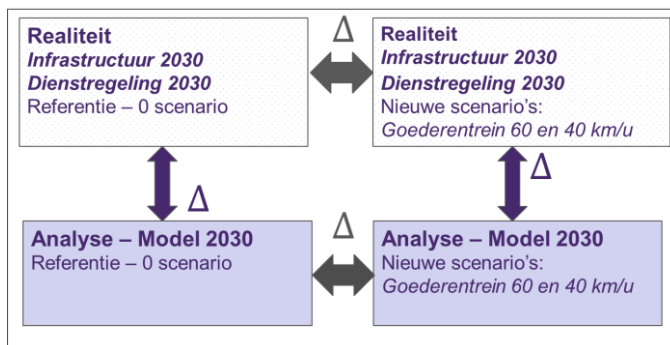 Realiteit
Infrastructuur 2030
Dienstregeling 2030
Referentie – 0 scenario
Δ
Realiteit
Infrastructuur 2030
Dienstregeling 2030
Nieuwe scenario’s:
Goederentrein 60 en 40 km/u
Δ
Δ
Analyse – Model 2030
Referentie – 0 scenario
Δ
Analyse – Model 2030
Nieuwe scenario’s:
Goederentrein 60 en 40 km/u